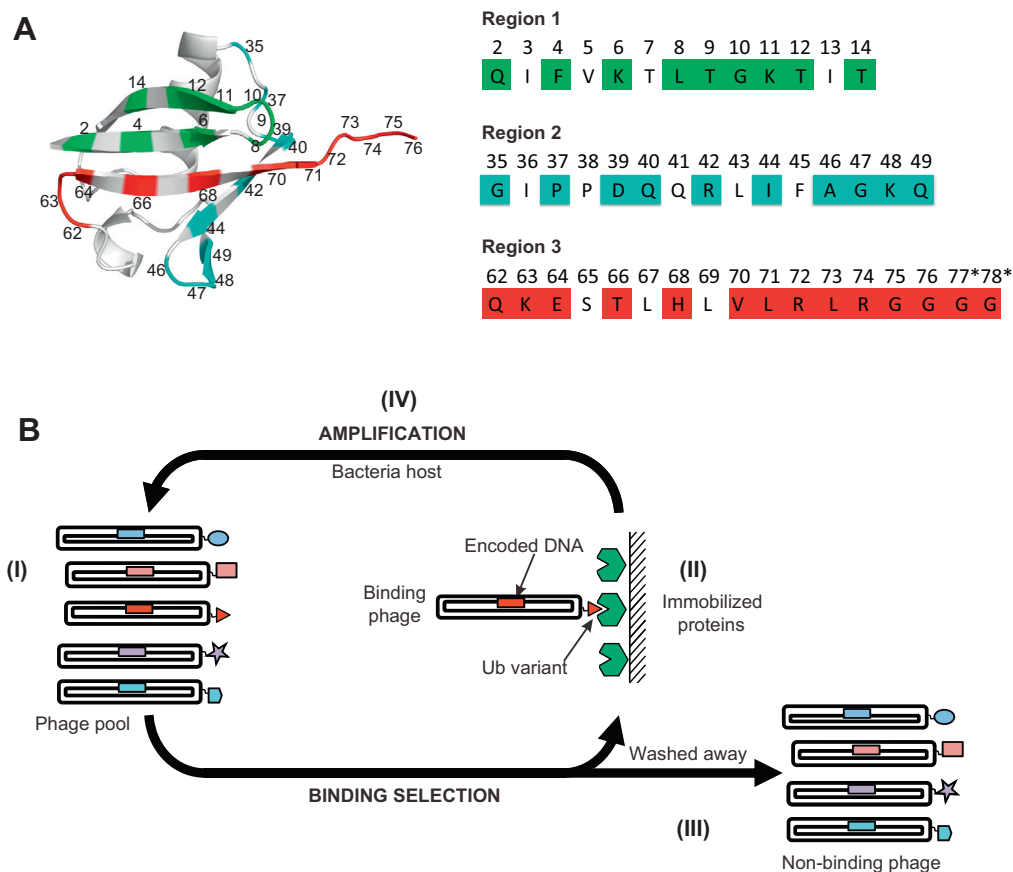 A
35
14
12
11
10
37
2
4
6
9
8
39
40
73
75
74
76
72
71
70
64
66
68
42
63
62
44
46
49
48
47
Region 1
2 3 4 5 6 7 8 9 10 11 12 13 14
Q I F V K T L T G K T I T
Region 2
35 36 37 38 39 40 41 42 43 44 45 46 47 48 49
G I P P D Q Q R L I F A G K Q
Region 3
62 63 64 65 66 67 68 69 70 71 72 73 74 75 76 77* 78*
Q K E S T L H L V L R L R G G G G
B
(IV)
AMPLIFICATION
Bacteria host
(I)
Phage pool
Encoded DNA
Binding
phage
Ub variant
(II)
Immobilized
proteins
BINDING SELECTION
Washed away
(III)
Non-binding phage